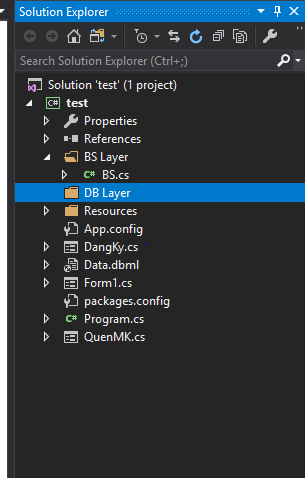 Solution Explorer
Search Solution Explorer (Ctrl+;)
Solution 'test' (1 project)
C# test
Properties
References
BS Layer
C# BS.cs
DB Layer
Resources
App.config
DangKy.cs
Data.dbml
Form1.cs
packages.config
C# Program.cs
QuenMK.cs